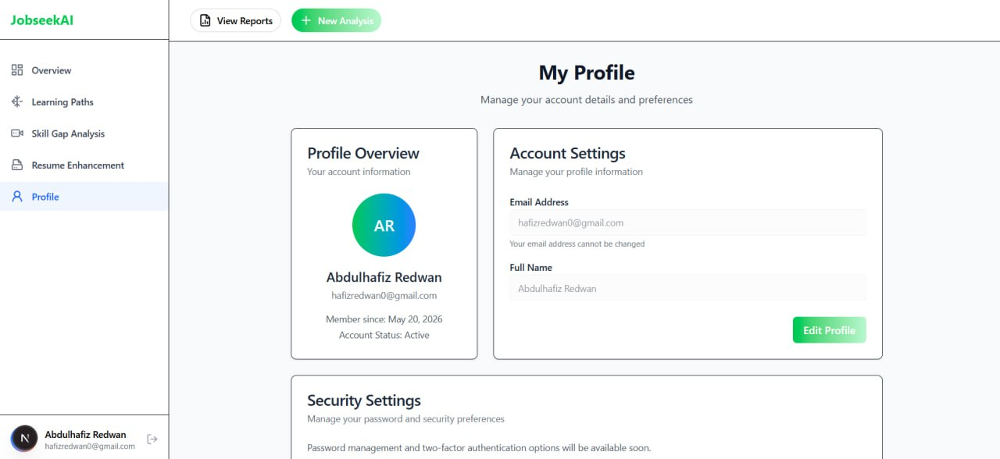 JobseekAI
View Reports
New Analysis
Overview
Learning Paths
Skill Gap Analysis
Resume Enhancement
Profile
My Profile
Manage your account details and preferences
Profile Overview
Your account information
AR
Abdulhafiz Redwan
hafizredwan0@gmail.com
Member since: May 20, 2026
Account Status: Active
Account Settings
Manage your profile information
Email Address
hafizredwan0@gmail.com
Your email address cannot be changed
Full Name
Abdulhafiz Redwan
Edit Profile
Security Settings
Manage your password and security preferences
Password management and two-factor authentication options will be available soon.
N
Abdulhafiz Redwan
hafizredwan0@gmail.com